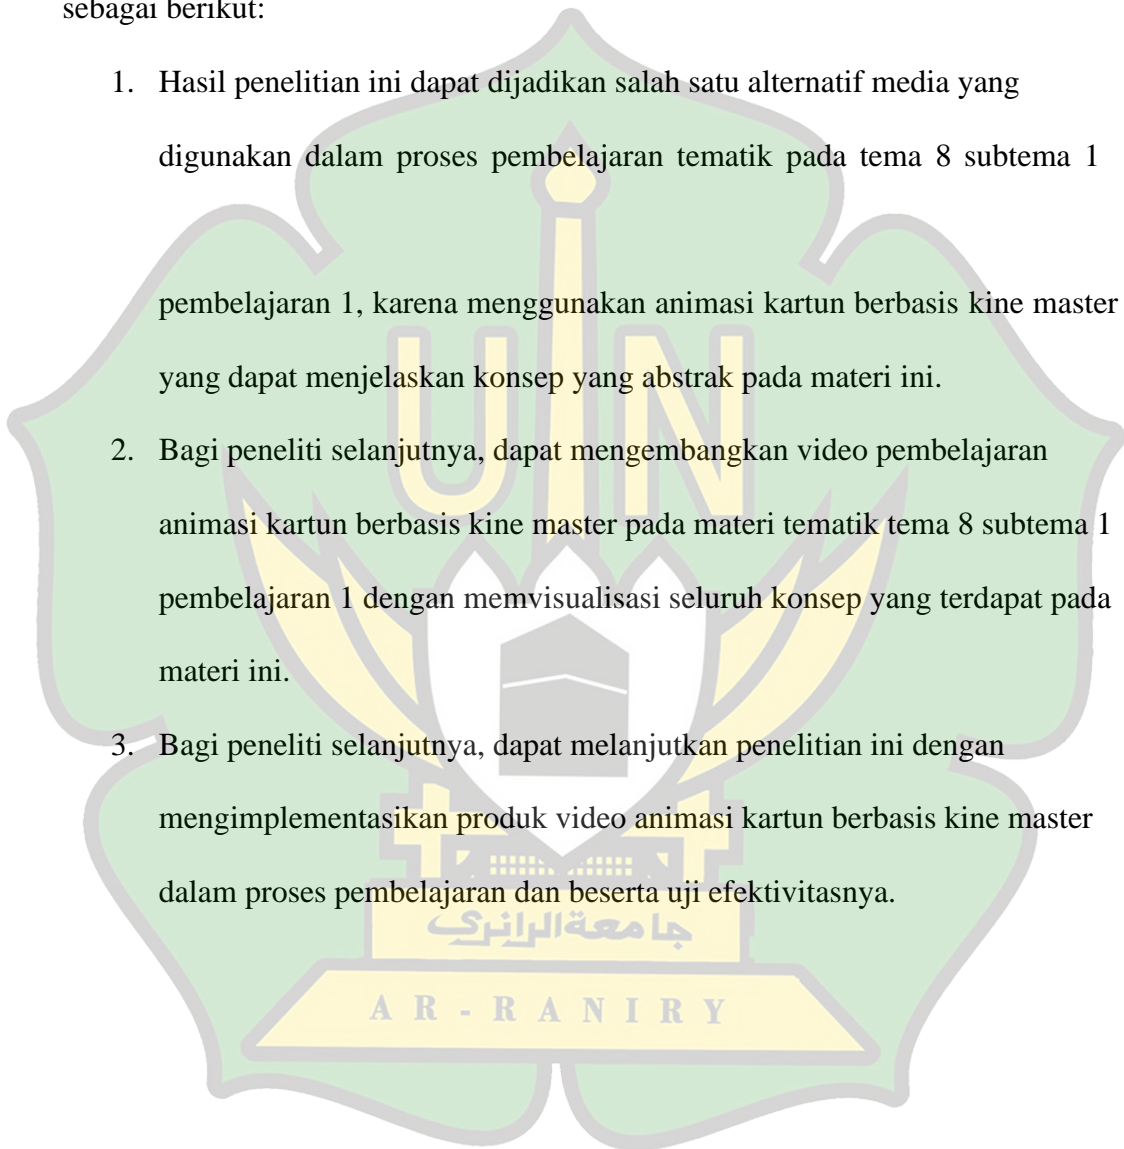 sebagai berikut:
1. Hasil penelitian ini dapat dijadikan salah satu alternatif media yang
digunakan dalam proses pembelajaran tematik pada tema 8 subtema 1
pembelajaran 1, karena menggunakan animasi kartun berbasis kine master
yang dapat menjelaskan konsep yang abstrak pada materi ini.
2. Bagi peneliti selanjutnya, dapat mengembangkan video pembelajaran
animasi kartun berbasis kine master pada materi tematik tema 8 subtema 1
pembelajaran 1 dengan memvisualisasi seluruh konsep yang terdapat pada
materi ini.
3. Bagi peneliti selanjutnya, dapat melanjutkan penelitian ini dengan
mengimplementasikan produk video animasi kartun berbasis kine master
dalam proses pembelajaran dan beserta uji efektivitasnya.
UIN
جامعةالرانري
AR-RANIRY